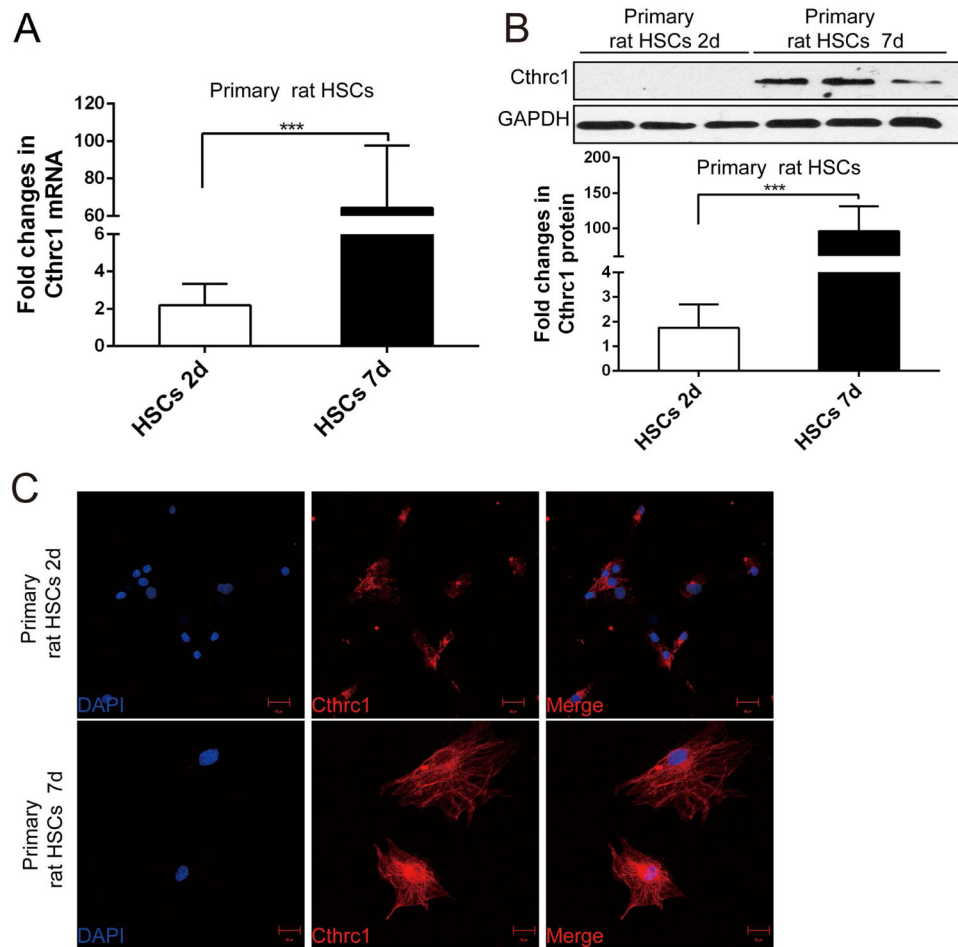 A
Primary rat HSCs
***
Fold changes in
Cthrc1 mRNA
120
100
80
60
6
4
2
0
HSCs 2d
HSCs 7d
B
Primary
rat HSCs 2d
Primary
rat HSCs 7d
Cthrc1
GAPDH
Primary rat HSCs
***
Fold changes in
Cthrc1 protein
200
150
100
50
4
3
2
1
0
HSCs 2d
HSCs 7d
C
Primary
rat HSCs 2d
DAPI
Cthrc1
Merge
Primary
rat HSCs 7d
DAPI
Cthrc1
Merge